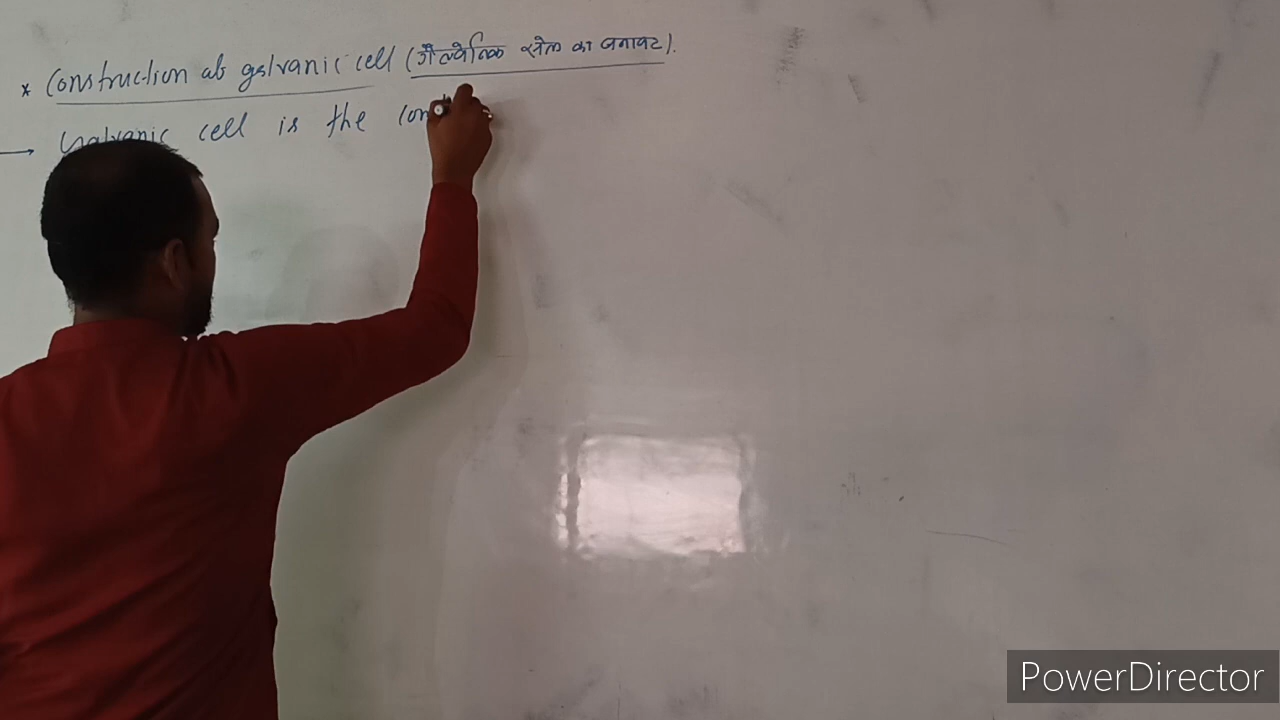 * Construction of galvanic cell (गैल्वेनिक सेल का बनावट).
→ Galvanic cell is the
PowerDirector